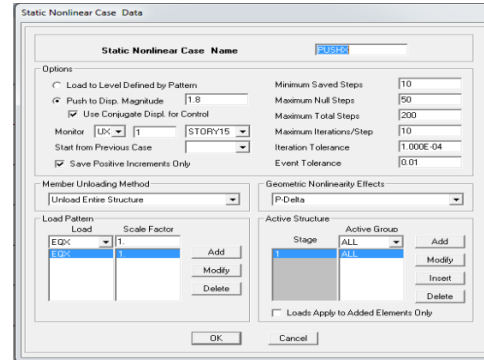 Static Nonlinear Case Data
Static Nonlinear Case Name PUSHX
Options
Load to Level Defined by Pattern
Push to Disp. Magnitude 1.8
Use Conjugate Displ. for Control
Monitor UX 1 STORY15
Start from Previous Case
Save Positive Increments Only
Minimum Saved Steps 10
Maximum Null Steps 50
Maximum Total Steps 200
Maximum Iterations/Step 10
Iteration Tolerance 1.000E-04
Event Tolerance 0.01
Member Unloading Method
Unload Entire Structure
Geometric Nonlinearity Effects
P-Delta
Load Pattern
Load Scale Factor
EQX 1.
EQX 1.
Add
Modify
Delete
Active Structure
Active Group
Stage ALL
1 ALL
Add
Modify
Insert
Delete
Loads Apply to Added Elements Only
OK Cancel